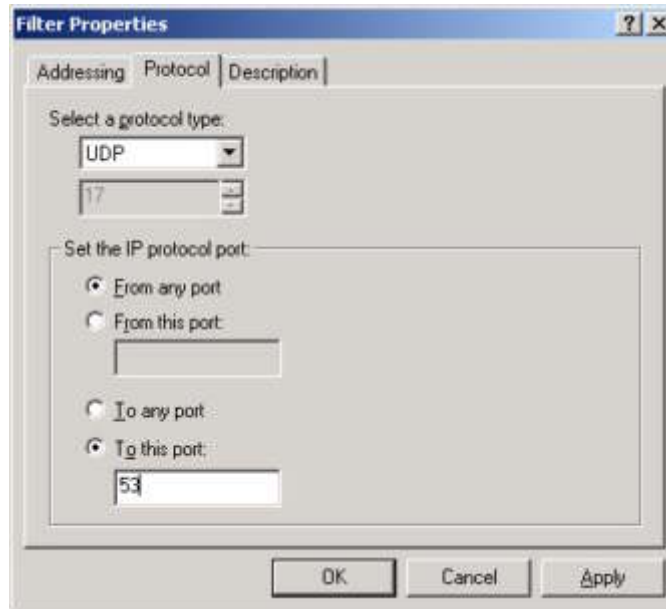 Filter Properties
Addressing Protocol Description
Select a protocol type:
UDP
17
Set the IP protocol port:
From any port
From this port:
To any port
To this port:
53
OK Cancel Apply